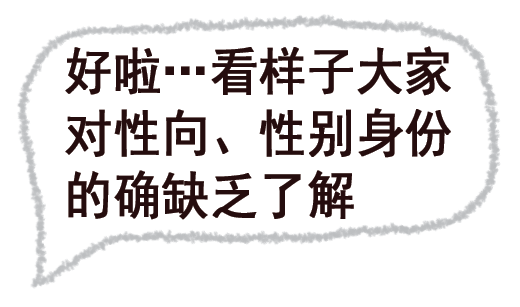 好啦…看样子大家
对性向、性别身份
的确缺乏了解